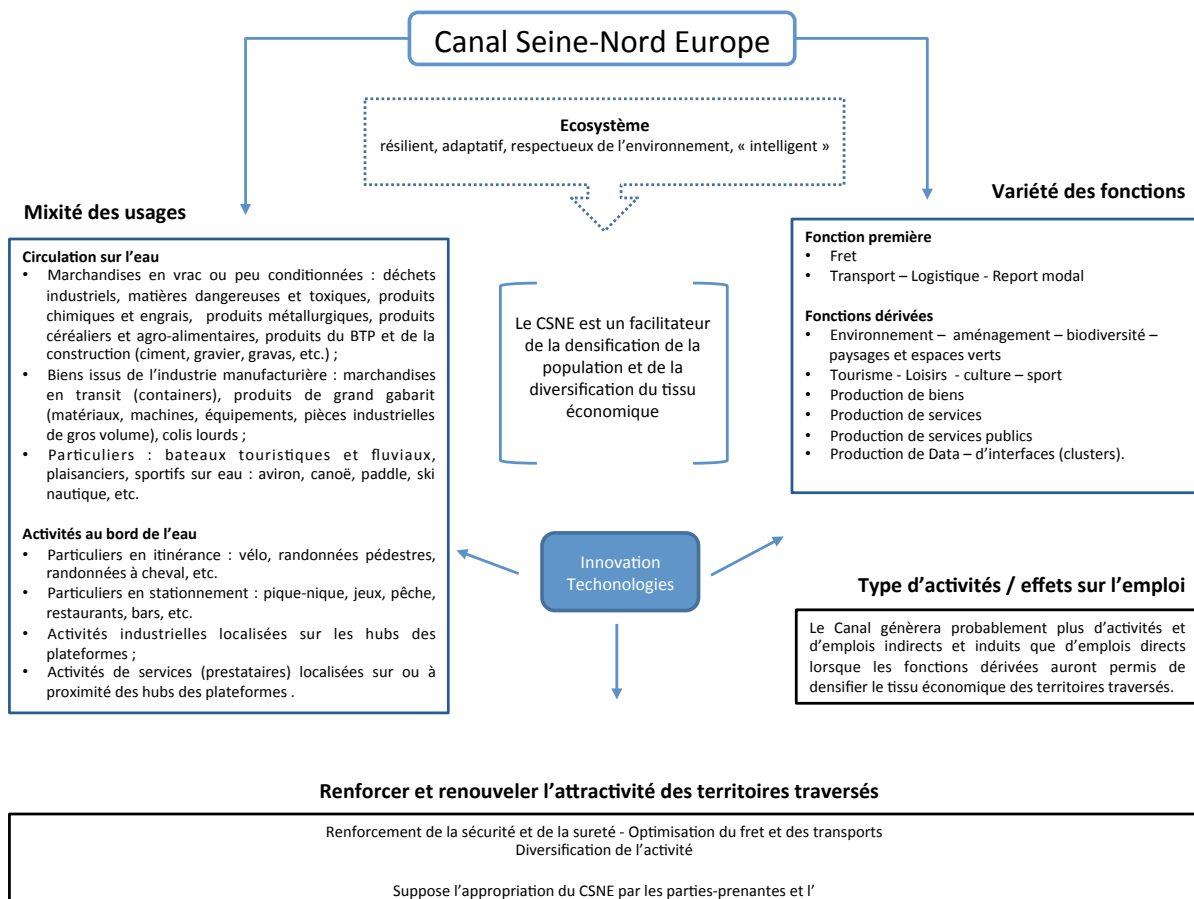 Canal Seine-Nord Europe
Ecosystème
résilient, adaptatif, respectueux de l'environnement, « intelligent »
Mixité des usages
Circulation sur l'eau
• Marchandises en vrac ou peu conditionnées : déchets
industriels, matières dangereuses et toxiques, produits
chimiques et engrais, produits métallurgiques, produits
céréaliers et agro-alimentaires, produits du BTP et de la
construction (ciment, gravier, gravas, etc.) ;
• Biens issus de l'industrie manufacturière : marchandises
en transit (containers), produits de grand gabarit
(matériaux, machines, équipements, pièces industrielles
de gros volume), colis lourds ;
• Particuliers : bateaux touristiques et fluviaux,
plaisanciers, sportifs sur eau : aviron, canoë, paddle, ski
nautique, etc.
Activités au bord de l'eau
• Particuliers en itinérance : vélo, randonnées pédestres,
randonnées à cheval, etc.
• Particuliers en stationnement : pique-nique, jeux, pêche,
restaurants, bars, etc.
• Activités industrielles localisées sur les hubs des
plateformes ;
• Activités de services (prestataires) localisées sur ou à
proximité des hubs des plateformes .
Le CSNE est un facilitateur
de la densification de la
population et de la
diversification du tissu
économique
Innovation
Techonologies
Variété des fonctions
Fonction première
• Fret
• Transport – Logistique - Report modal
Fonctions dérivées
• Environnement – aménagement – biodiversité –
paysages et espaces verts
• Tourisme - Loisirs - culture – sport
• Production de biens
• Production de services
• Production de services publics
• Production de Data – d'interfaces (clusters).
Type d'activités / effets sur l'emploi
Le Canal génèrera probablement plus d'activités et
d'emplois indirects et induits que d'emplois directs
lorsque les fonctions dérivées auront permis de
densifier le tissu économique des territoires traversés.
Renforcer et renouveler l'attractivité des territoires traversés
Renforcement de la sécurité et de la sureté - Optimisation du fret et des transports
Diversification de l'activité
Suppose l'appropriation du CSNE par les parties-prenantes et l'